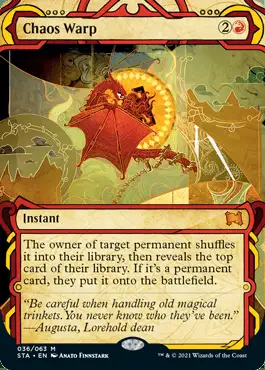 Chaos Warp 2
Instant
The owner of target permanent shuffles
it into their library, then reveals the top
card of their library. If it's a permanent
card, they put it onto the battlefield.
“Be careful when handling old magical
trinkets. You never know who they've been.”
—Augusta, Lorehold dean
036/063 M
STA • EN Anato Finnstark
™ & © 2021 Wizards of the Coast